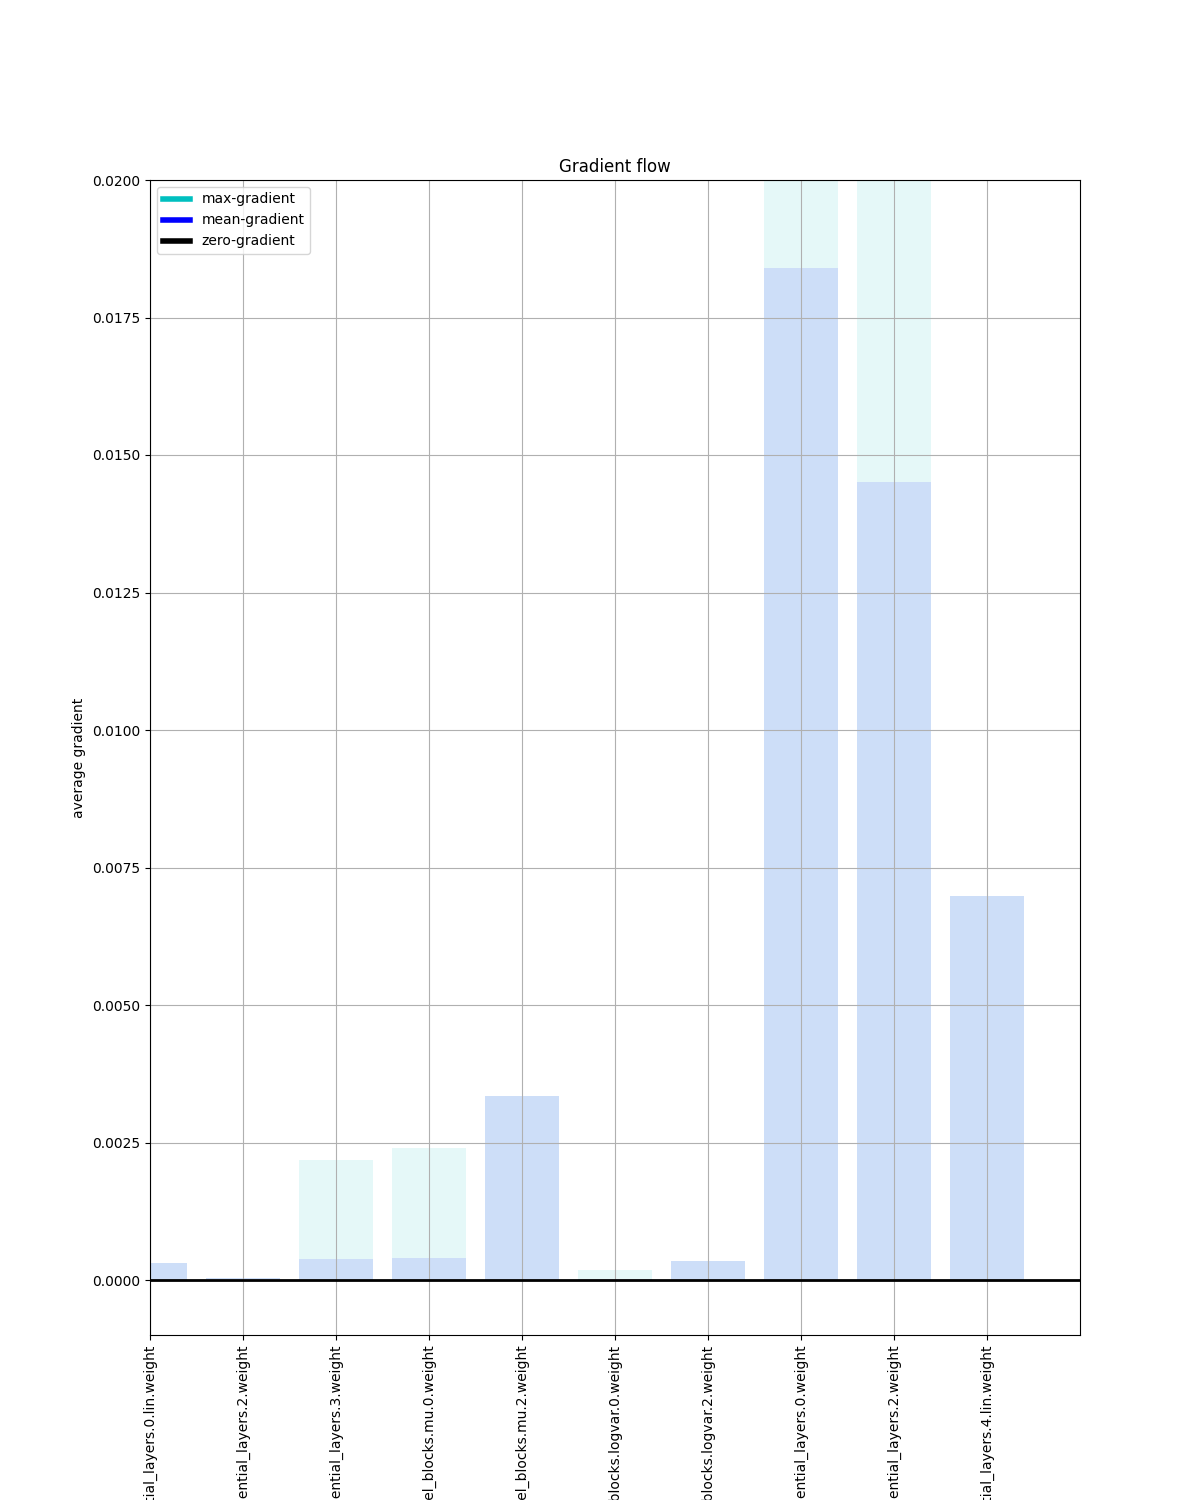 Gradient flow
max-gradient
mean-gradient
zero-gradient
0.0200
0.0175
0.0150
0.0125
0.0100
0.0075
0.0050
0.0025
0.0000
average gradient
tial_layers.0.lin.weight
ential_layers.2.weight
ential_layers.3.weight
el_blocks.mu.0.weight
el_blocks.mu.2.weight
blocks.logvar.0.weight
blocks.logvar.2.weight
ential_layers.0.weight
ential_layers.2.weight
tial_layers.4.lin.weight